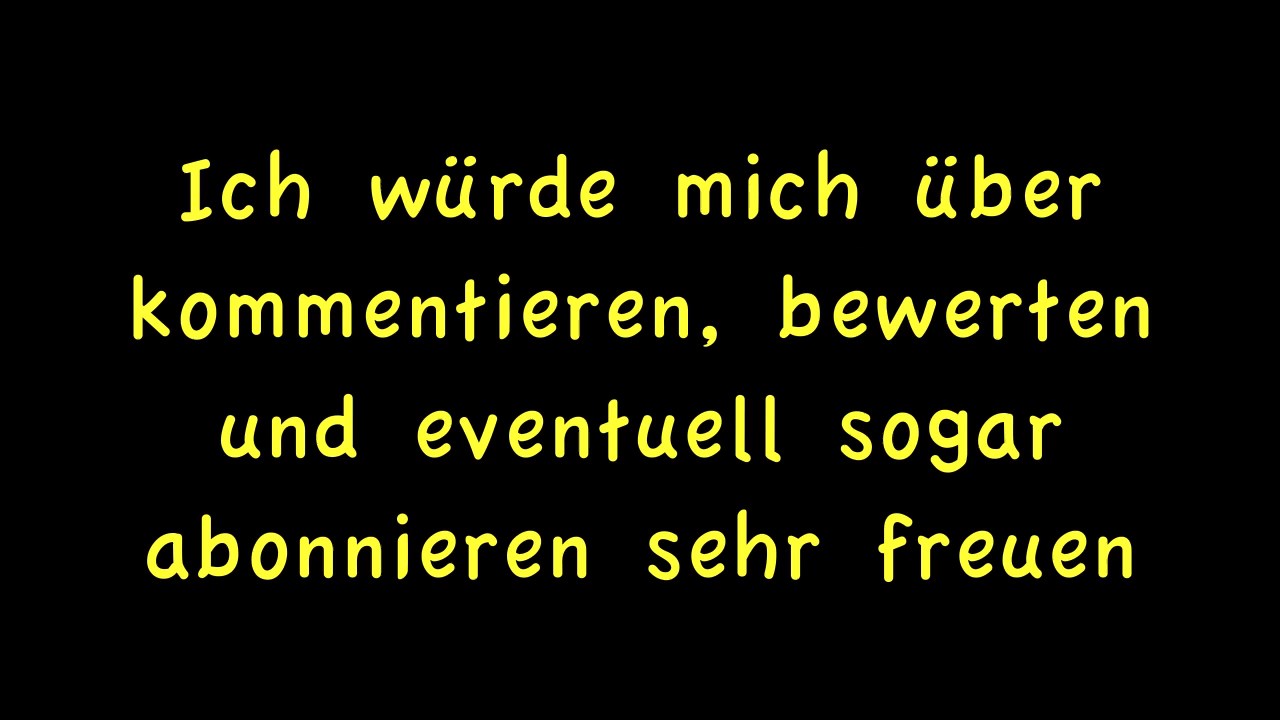 Ich würde mich über
kommentieren, bewerten
und eventuell sogar
abonnieren sehr freuen